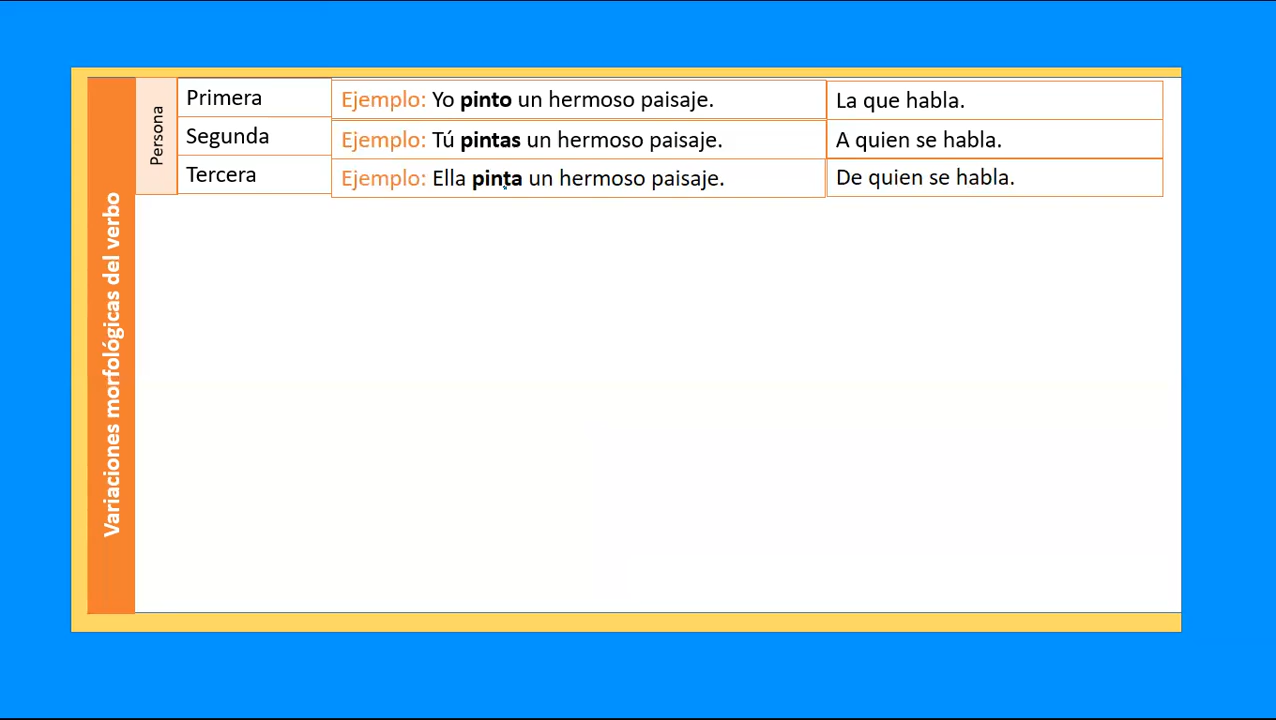 Variaciones morfológicas del verbo
Persona
Primera
Ejemplo: Yo pinto un hermoso paisaje.
La que habla.
Segunda
Ejemplo: Tú pintas un hermoso paisaje.
A quien se habla.
Tercera
Ejemplo: Ella pinta un hermoso paisaje.
De quien se habla.